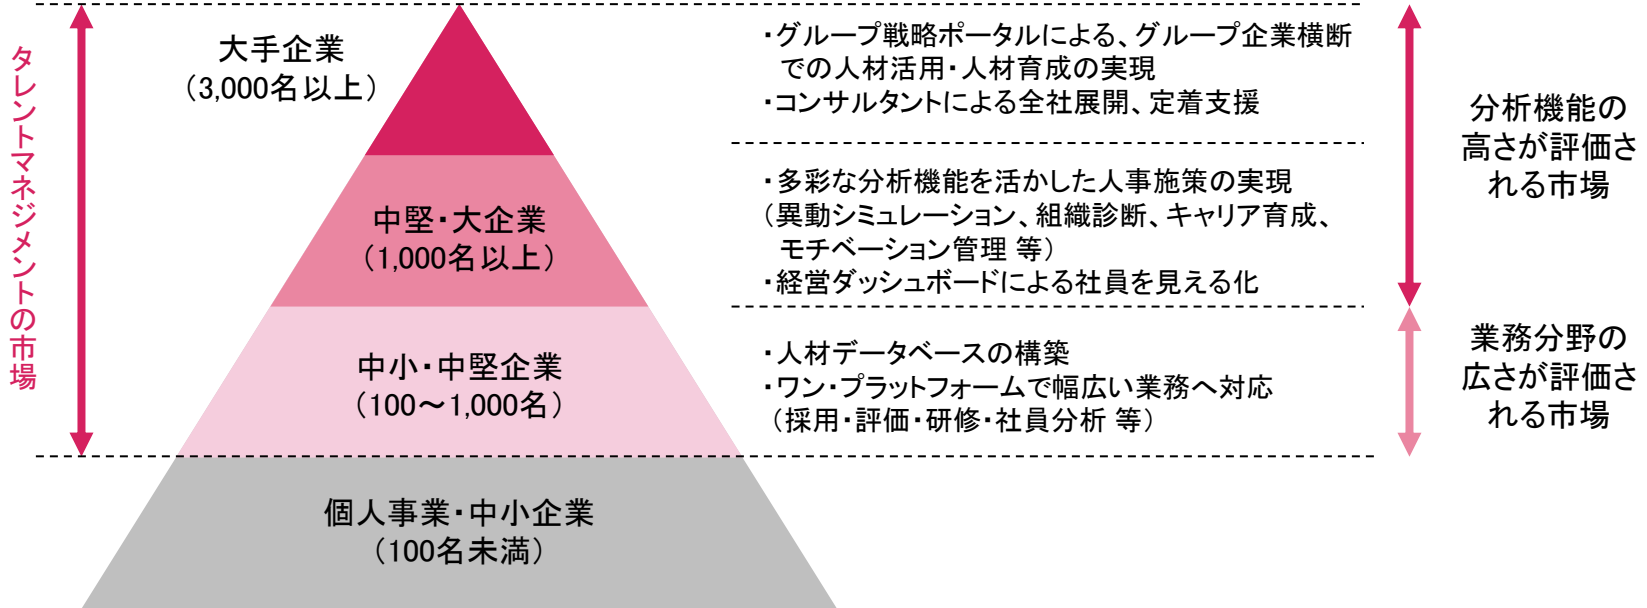 タレントマネジメントの市場
大手企業
（3,000名以上）
・グループ戦略ポータルによる、グループ企業横断
での人材活用・人材育成の実現
・コンサルタントによる全社展開、定着支援
中堅・大企業
（1,000名以上）
・多彩な分析機能を活かした人事施策の実現
（異動シミュレーション、組織診断、キャリア育成、
モチベーション管理 等）
・経営ダッシュボードによる社員を見える化
分析機能の
高さが評価さ
れる市場
中小・中堅企業
（100～1,000名）
・人材データベースの構築
・ワン・プラットフォームで幅広い業務へ対応
（採用・評価・研修・社員分析 等）
業務分野の
広さが評価さ
れる市場
個人事業・中小企業
（100名未満）